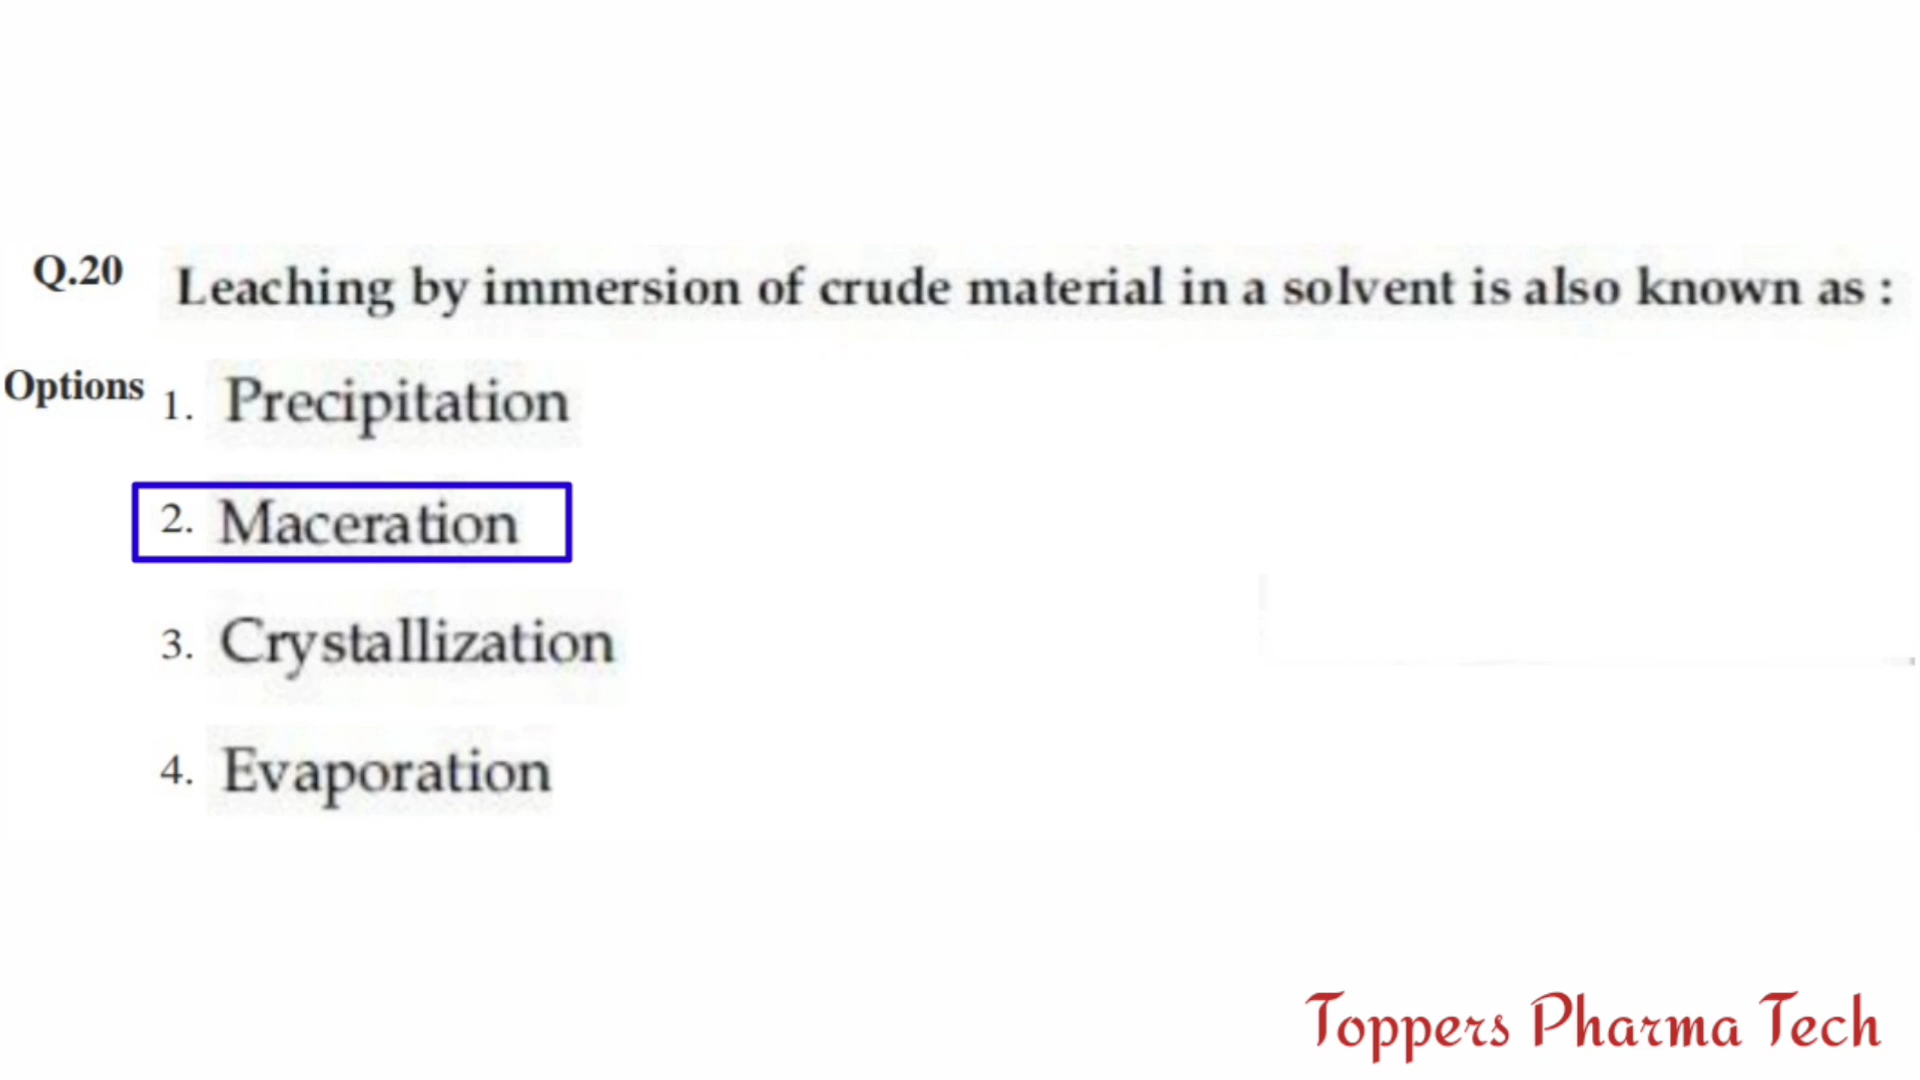 Q.20 Leaching by immersion of crude material in a solvent is also known as :
Options 1. Precipitation
2. Maceration
3. Crystallization
4. Evaporation
Toppers Pharma Tech